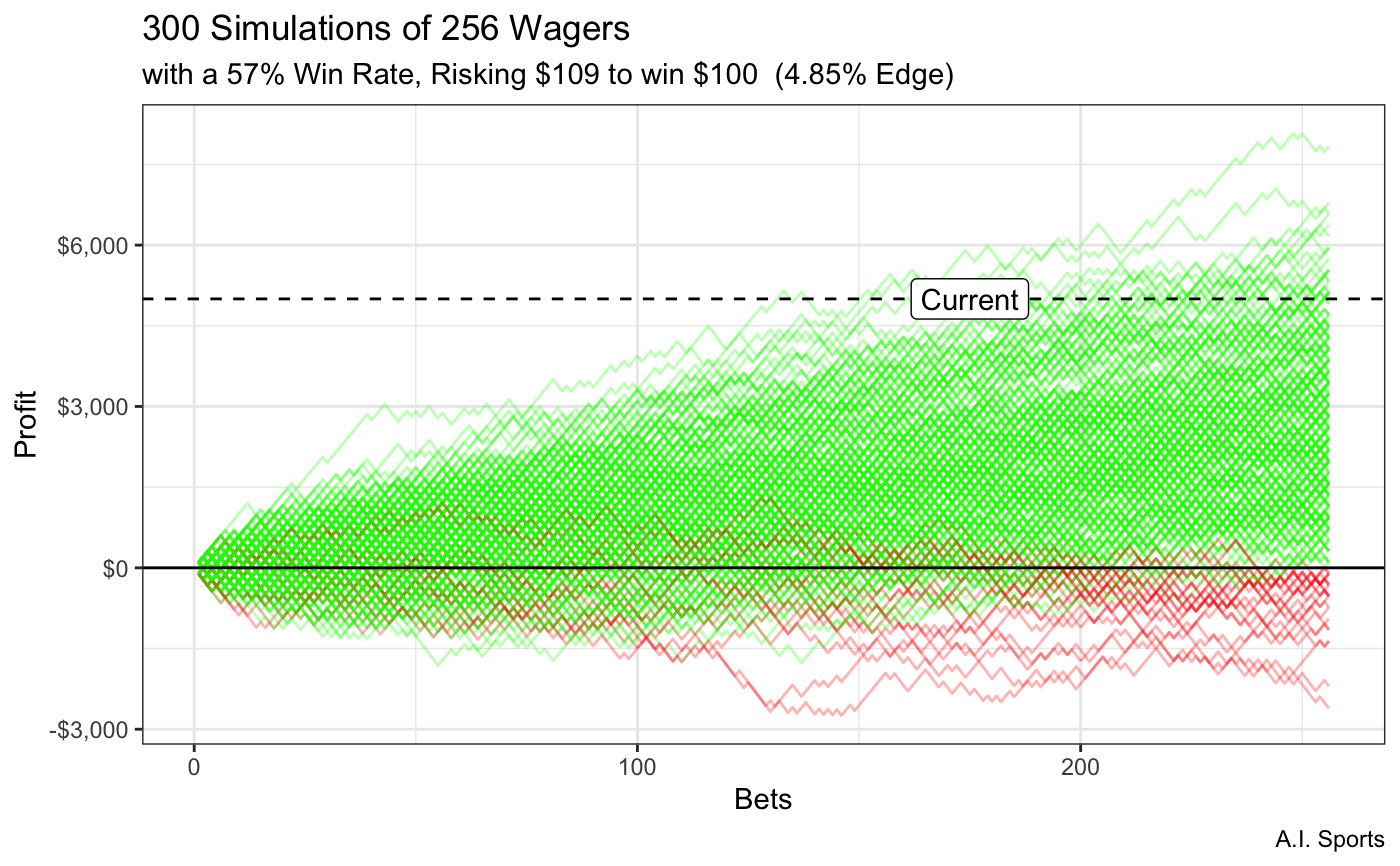 300 Simulations of 256 Wagers
with a 57% Win Rate, Risking $109 to win $100  (4.85% Edge)
$6,000
Current
$3,000
Profit
$0
-$3,000
0
100
200
Bets
A.I. Sports